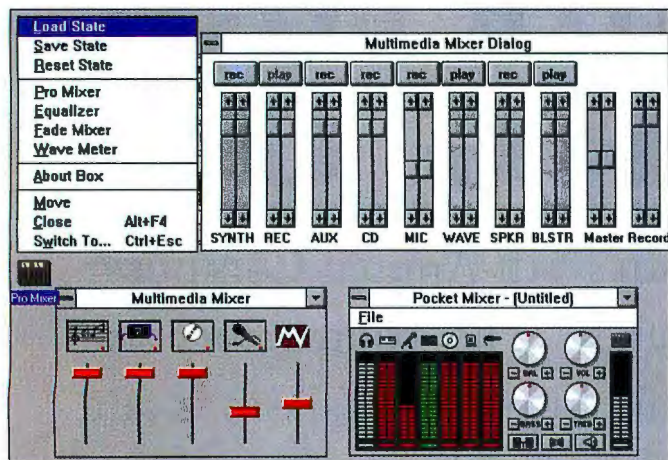 Load State
Save State
Reset State
Pro Mixer
Equalizer
Fade Mixer
Wave Meter
About Box
Move
Close Alt+F4
Switch To... Ctrl+Esc
Multimedia Mixer Dialog
rec play rec rec rec play rec play
SYNTH REC AUX CD MIC WAVE SPKR BLSTR Master Record
Pro Mixer
Multimedia Mixer
Pocket Mixer - (Untitled)
File
BAL VOL
BASS TREB